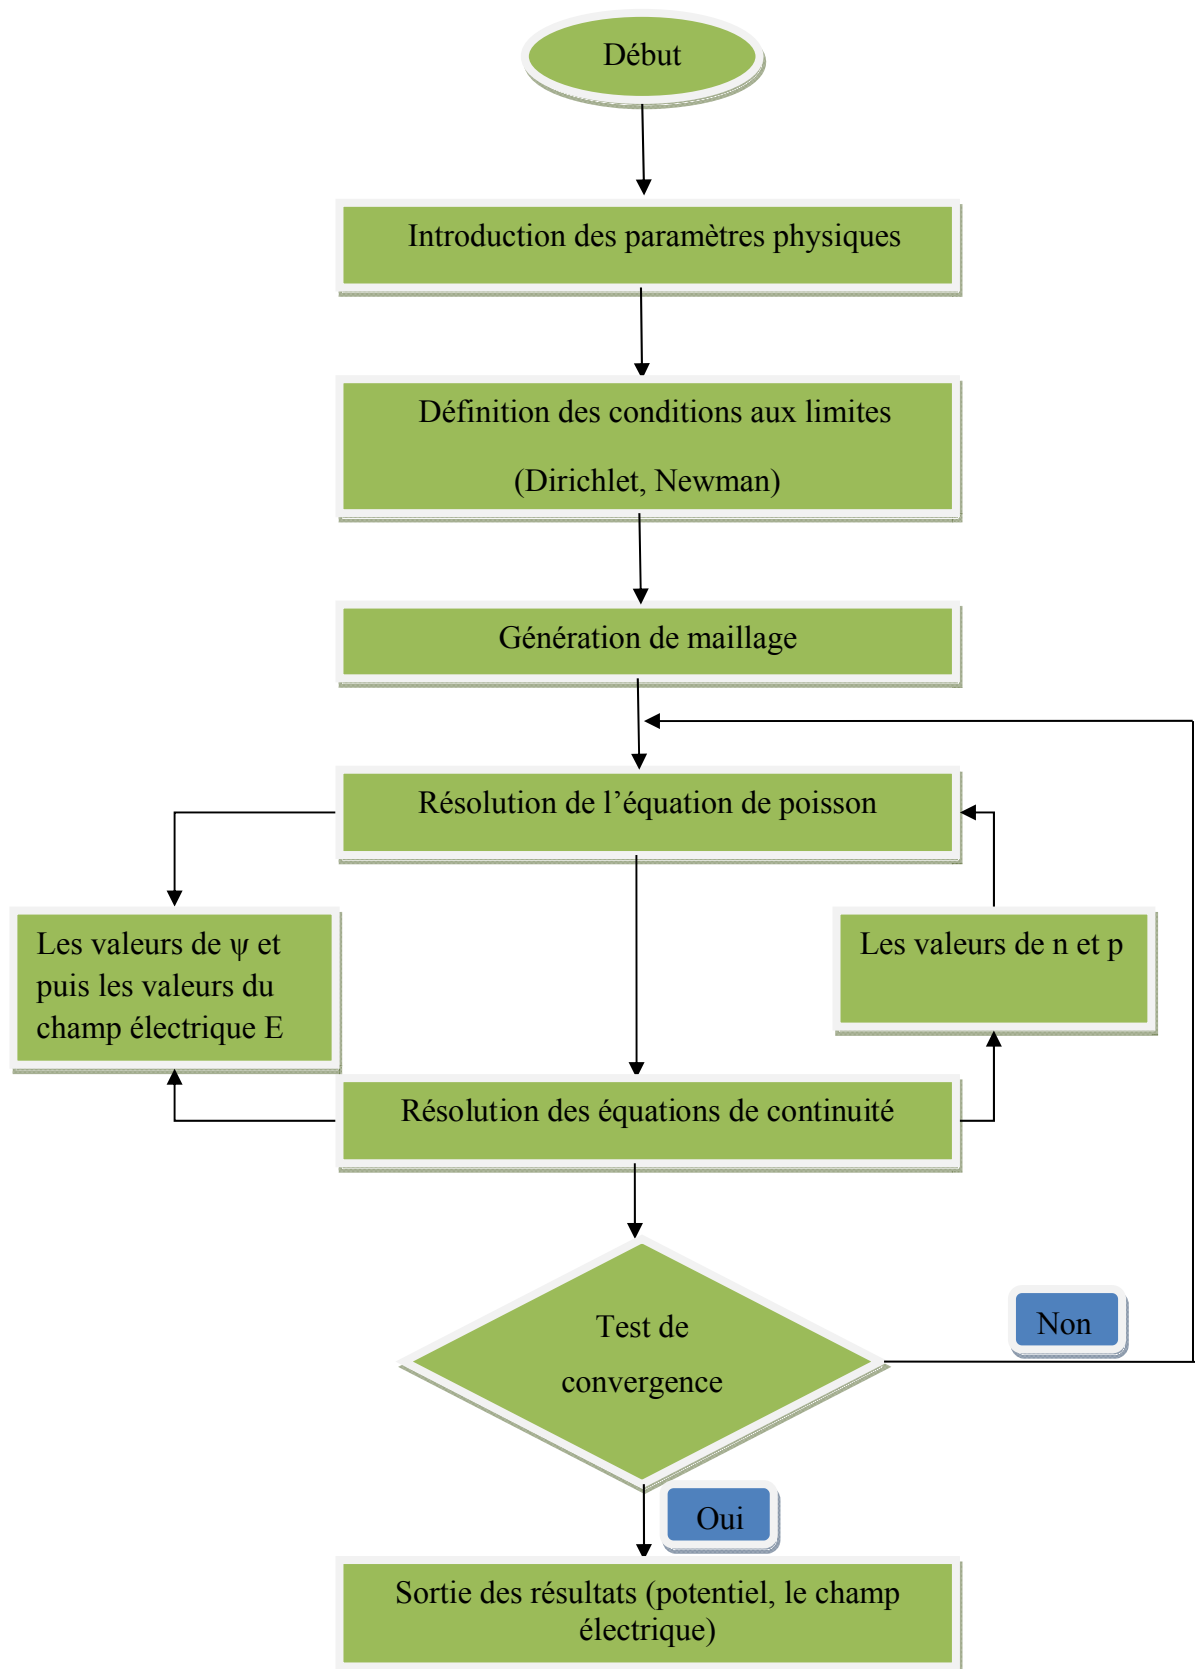 Début
Introduction des paramètres physiques
Définition des conditions aux limites
(Dirichlet, Newman)
Génération de maillage
Résolution de l’équation de poisson
Les valeurs de ψ et
puis les valeurs du
champ électrique E
Les valeurs de n et p
Résolution des équations de continuité
Test de
convergence
Non
Oui
Sortie des résultats (potentiel, le champ
électrique)